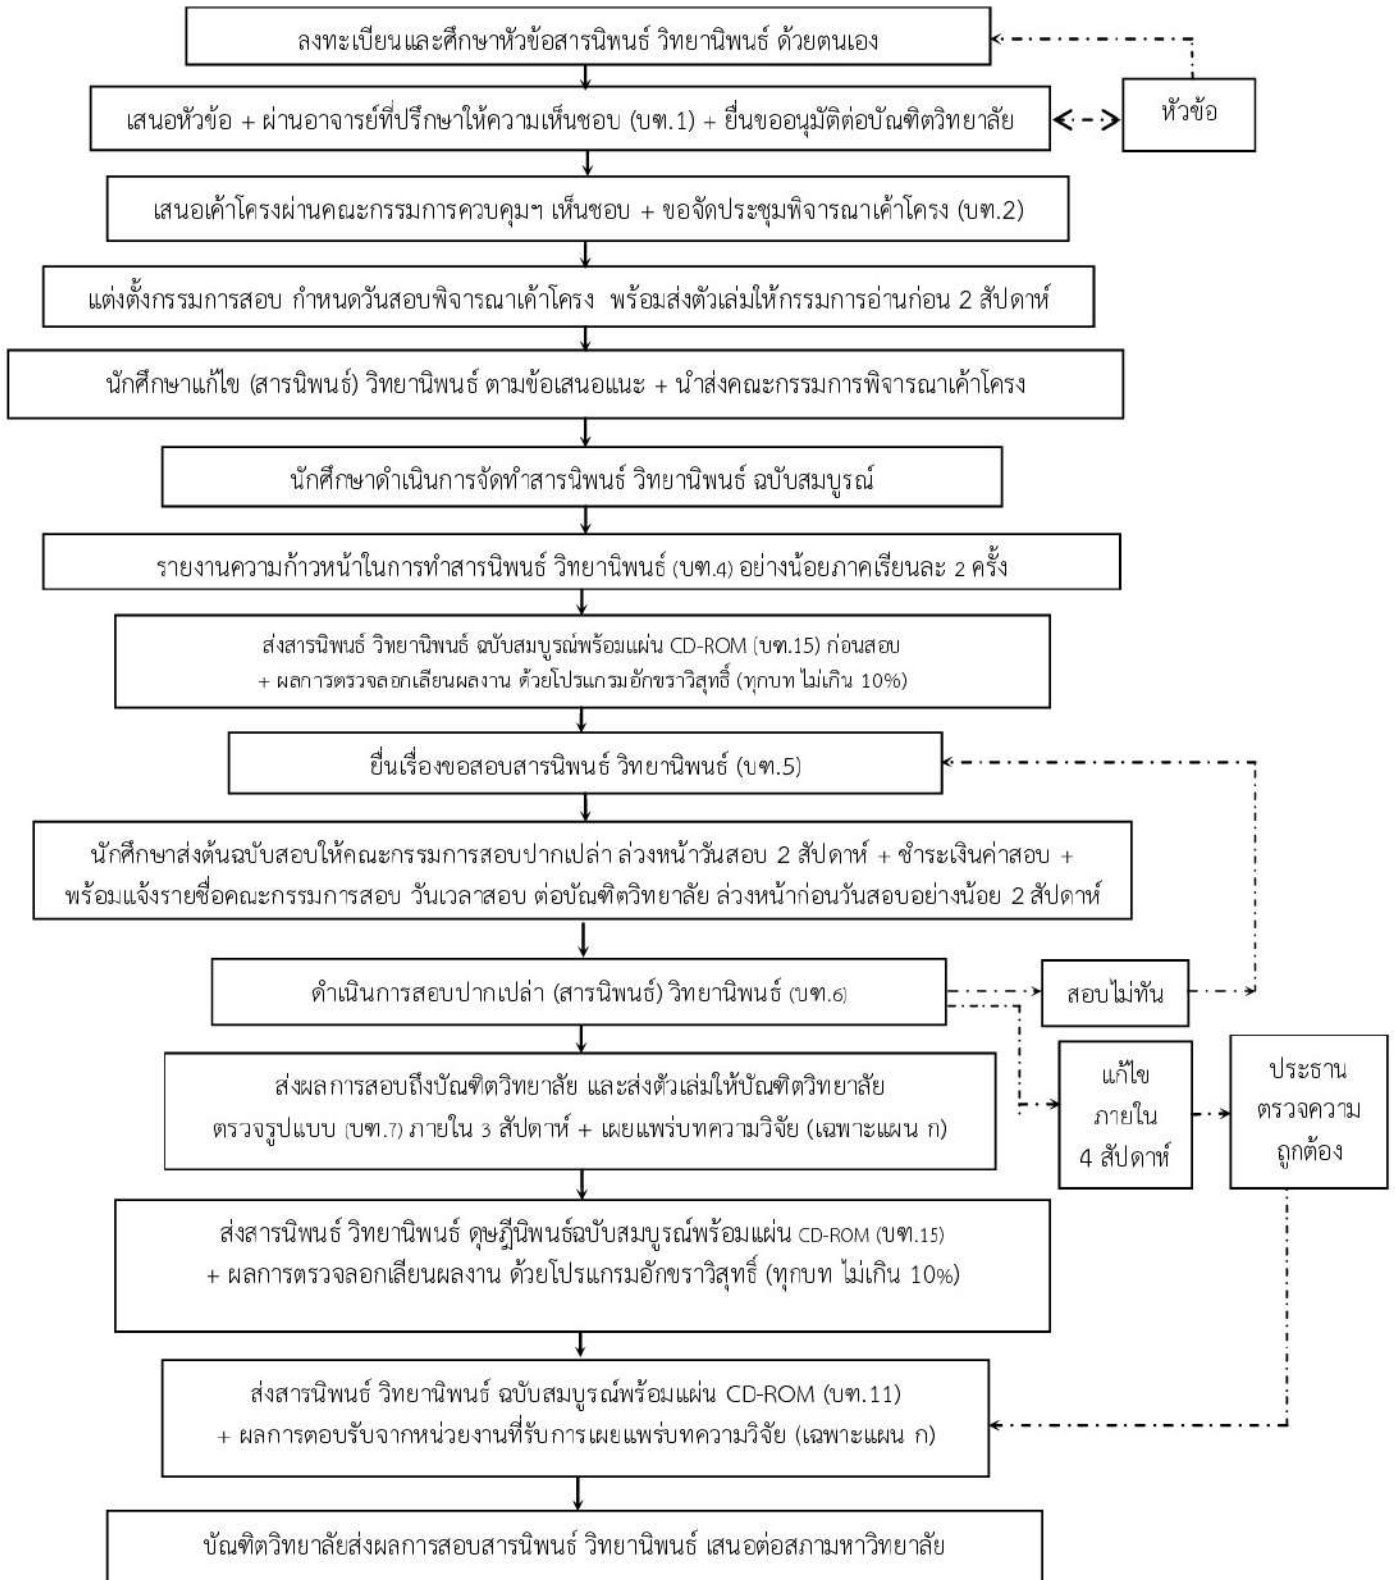 ลงทะเบียนและศึกษาหัวข้อสารนิพนธ์ วิทยานิพนธ์ ด้วยตนเอง
เสนอหัวข้อ + ผ่านอาจารย์ที่ปรึกษาให้ความเห็นชอบ (บฑ.1) + ยื่นขออนุมัติต่อบัณฑิตวิทยาลัย
หัวข้อ
เสนอเค้าโครงผ่านคณะกรรมการควบคุมฯ เห็นชอบ + ขอจัดประชุมพิจารณาเค้าโครง (บฑ.2)
แต่งตั้งกรรมการสอบ กำหนดวันสอบพิจารณาเค้าโครง พร้อมส่งตัวเล่มให้กรรมการอ่านก่อน 2 สัปดาห์
นักศึกษาแก้ไข (สารนิพนธ์) วิทยานิพนธ์ ตามข้อเสนอแนะ + นำส่งคณะกรรมการพิจารณาเค้าโครง
นักศึกษาดำเนินการจัดทำสารนิพนธ์ วิทยานิพนธ์ ฉบับสมบูรณ์
รายงานความก้าวหน้าในการทำสารนิพนธ์ วิทยานิพนธ์ (บฑ.4) อย่างน้อยภาคเรียนละ 2 ครั้ง
ส่งสารนิพนธ์ วิทยานิพนธ์ ฉบับสมบูรณ์พร้อมแผ่น CD-ROM (บฑ.15) ก่อนสอบ
+ ผลการตรวจลอกเลียนผลงาน ด้วยโปรแกรมอักขราวิสุทธิ์ (ทุกบท ไม่เกิน 10%)
ยื่นเรื่องขอสอบสารนิพนธ์ วิทยานิพนธ์ (บฑ.5)
นักศึกษาส่งต้นฉบับสอบให้คณะกรรมการสอบปากเปล่า ล่วงหน้าวันสอบ 2 สัปดาห์ + ชำระเงินค่าสอบ +
พร้อมแจ้งรายชื่อคณะกรรมการสอบ วันเวลาสอบ ต่อบัณฑิตวิทยาลัย ล่วงหน้าก่อนวันสอบอย่างน้อย 2 สัปดาห์
ดำเนินการสอบปากเปล่า (สารนิพนธ์) วิทยานิพนธ์ (บฑ.6)
สอบไม่ทัน
แก้ไข
ภายใน
4 สัปดาห์
ประธาน
ตรวจความ
ถูกต้อง
ส่งผลการสอบถึงบัณฑิตวิทยาลัย และส่งตัวเล่มให้บัณฑิตวิทยาลัย
ตรวจรูปแบบ (บฑ.7) ภายใน 3 สัปดาห์ + เผยแพร่บทความวิจัย (เฉพาะแผน ก)
ส่งสารนิพนธ์ วิทยานิพนธ์ ดุษฎีนิพนธ์ฉบับสมบูรณ์พร้อมแผ่น CD-ROM (บฑ.15)
+ ผลการตรวจลอกเลียนผลงาน ด้วยโปรแกรมอักขราวิสุทธิ์ (ทุกบท ไม่เกิน 10%)
ส่งสารนิพนธ์ วิทยานิพนธ์ ฉบับสมบูรณ์พร้อมแผ่น CD-ROM (บฑ.11)
+ ผลการตอบรับจากหน่วยงานที่รับการเผยแพร่บทความวิจัย (เฉพาะแผน ก)
บัณฑิตวิทยาลัยส่งผลการสอบสารนิพนธ์ วิทยานิพนธ์ เสนอต่อสภามหาวิทยาลัย